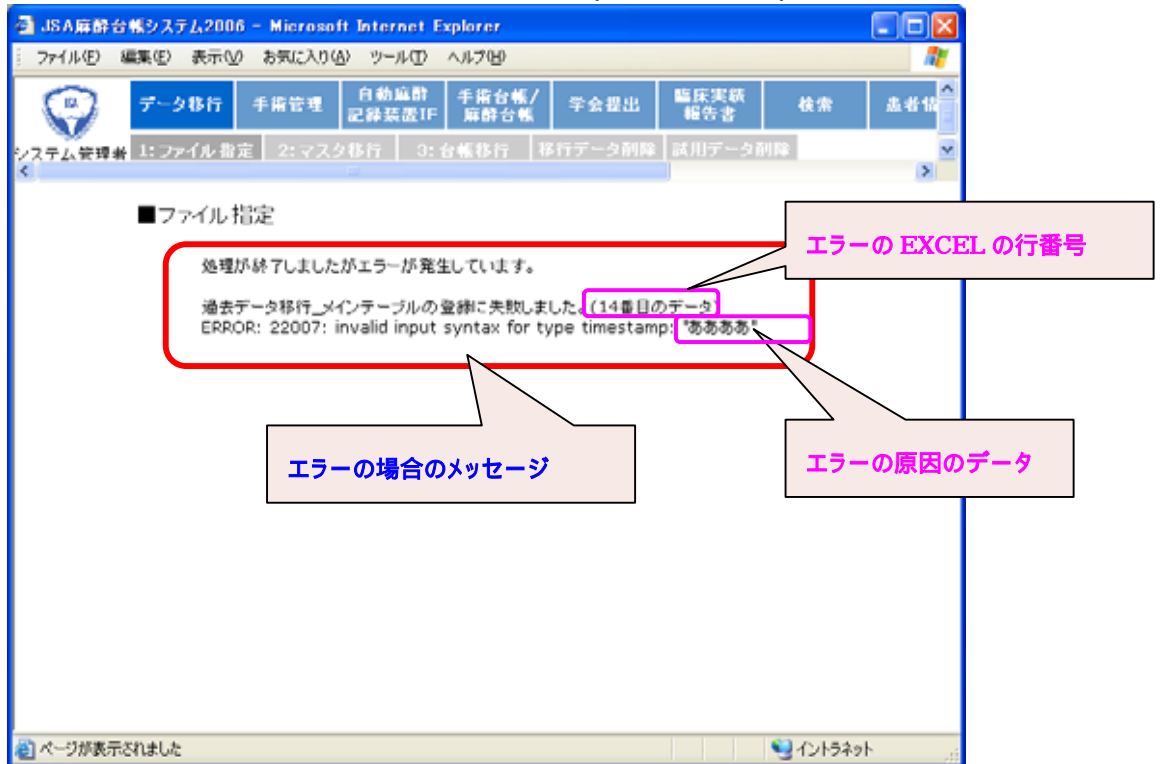 JSA麻酔台帳システム2006 - Microsoft Internet Explorer
ファイル(F) 編集(E) 表示(V) お気に入り(A) ツール(T) ヘルプ(H)
データ移行 手術管理 自動麻酔記録装置IF 手術台帳/麻酔台帳 学会提出 臨床実績報告書 検索 患者情
システム管理者 1:ファイル指定 2:マスタ移行 3:台帳移行 移行データ削除 試用データ削除
■ファイル指定
エラーの EXCEL の行番号
処理が終了しましたがエラーが発生しています。
過去データ移行_メインテーブルの登録に失敗しました。(14番目のデータ)
ERROR: 22007: invalid input syntax for type timestamp: "ああああ"
エラーの場合のメッセージ
エラーの原因のデータ
ページが表示されました
イントラネット